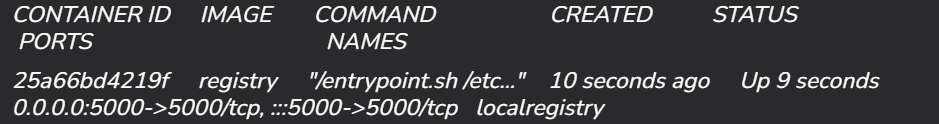 CONTAINER ID IMAGE COMMAND CREATED STATUS
PORTS NAMES
25a66bd4219f registry "/entrypoint.sh /etc..." 10 seconds ago Up 9 seconds
0.0.0.0:5000->5000/tcp, :::5000->5000/tcp localregistry